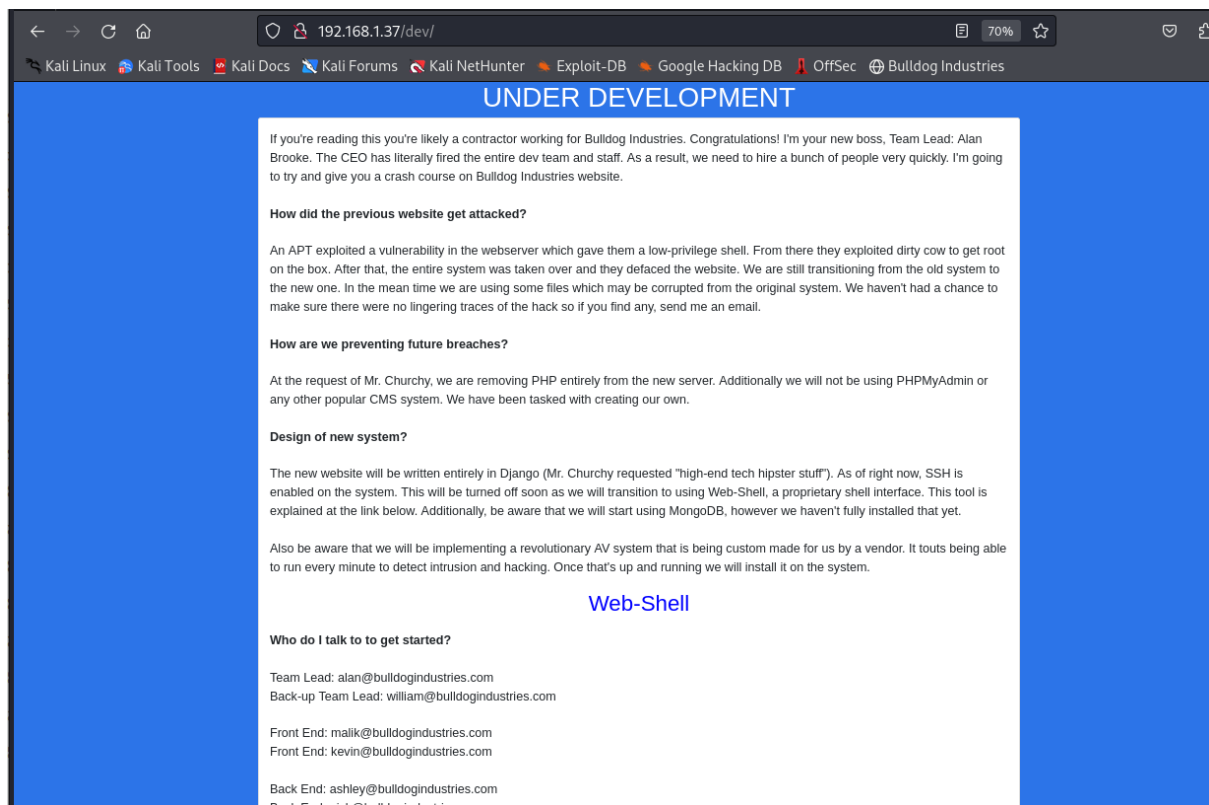 192.168.1.37/dev/
70%
Kali Linux Kali Tools Kali Docs Kali Forums Kali NetHunter Exploit-DB Google Hacking DB OffSec Bulldog Industries
UNDER DEVELOPMENT
If you're reading this you're likely a contractor working for Bulldog Industries. Congratulations! I'm your new boss, Team Lead: Alan
Brooke. The CEO has literally fired the entire dev team and staff. As a result, we need to hire a bunch of people very quickly. I'm going
to try and give you a crash course on Bulldog Industries website.
How did the previous website get attacked?
An APT exploited a vulnerability in the webserver which gave them a low-privilege shell. From there they exploited dirty cow to get root
on the box. After that, the entire system was taken over and they defaced the website. We are still transitioning from the old system to
the new one. In the mean time we are using some files which may be corrupted from the original system. We haven't had a chance to
make sure there were no lingering traces of the hack so if you find any, send me an email.
How are we preventing future breaches?
At the request of Mr. Churchy, we are removing PHP entirely from the new server. Additionally we will not be using PHPMyAdmin or
any other popular CMS system. We have been tasked with creating our own.
Design of new system?
The new website will be written entirely in Django (Mr. Churchy requested "high-end tech hipster stuff"). As of right now, SSH is
enabled on the system. This will be turned off soon as we will transition to using Web-Shell, a proprietary shell interface. This tool is
explained at the link below. Additionally, be aware that we will start using MongoDB, however we haven't fully installed that yet.
Also be aware that we will be implementing a revolutionary AV system that is being custom made for us by a vendor. It touts being able
to run every minute to detect intrusion and hacking. Once that's up and running we will install it on the system.
Web-Shell
Who do I talk to to get started?
Team Lead: alan@bulldogindustries.com
Back-up Team Lead: william@bulldogindustries.com
Front End: malik@bulldogindustries.com
Front End: kevin@bulldogindustries.com
Back End: ashley@bulldogindustries.com